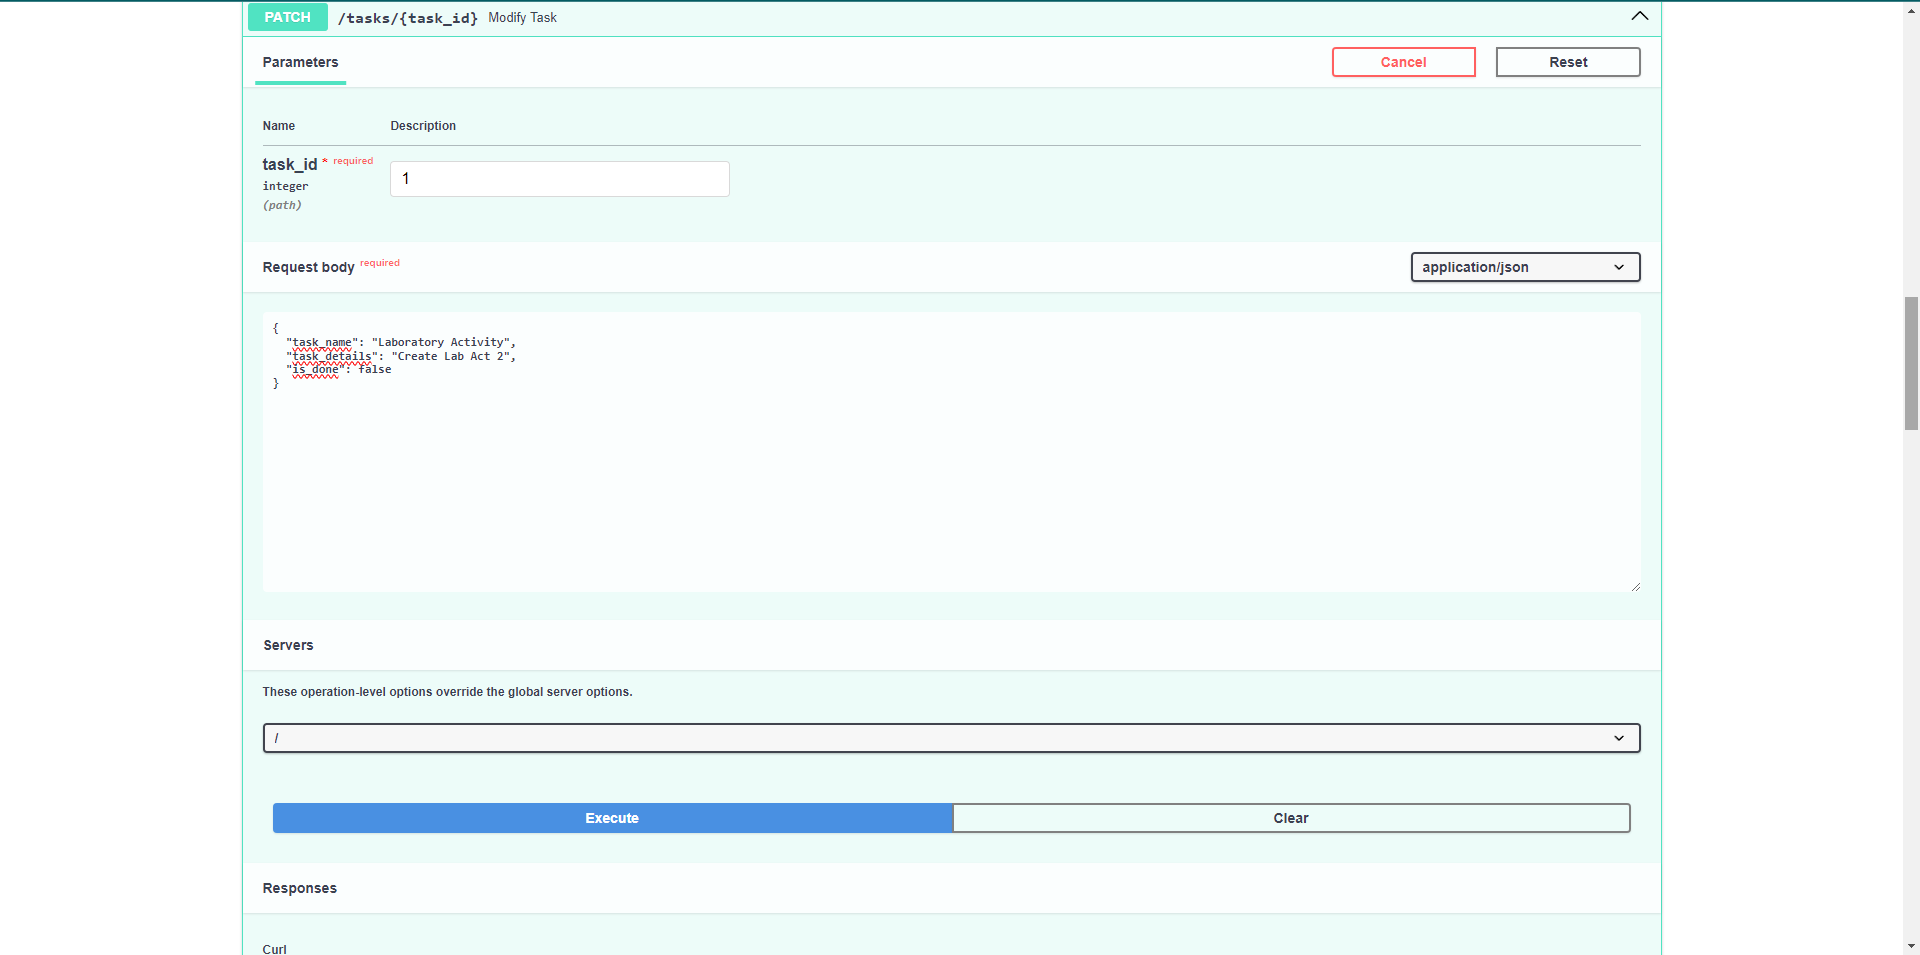 PATCH /tasks/{task_id} Modify Task
Parameters
Cancel
Reset
Name Description
task_id * required
integer
(path)
1
Request body required
application/json
{
"task_name": "Laboratory Activity",
"task_details": "Create Lab Act 2",
"is_done": false
}
Servers
These operation-level options override the global server options.
/
Execute
Clear
Responses
Curl